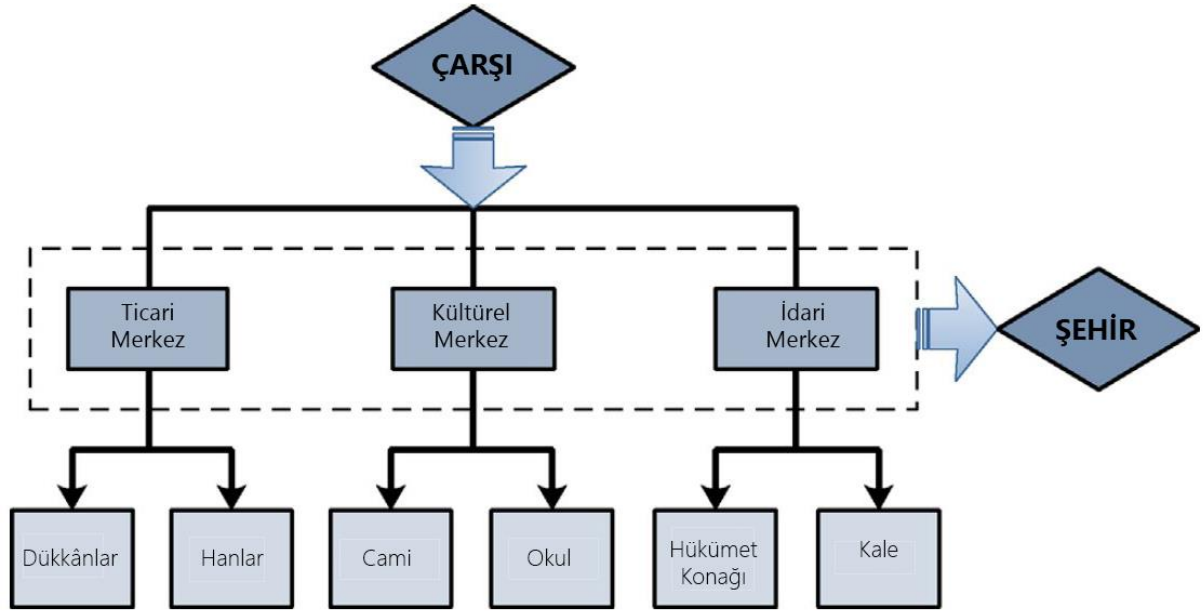 ÇARŞI
Ticari
Merkez
Kültürel
Merkez
İdari
Merkez
ŞEHİR
Dükkânlar
Hanlar
Cami
Okul
Hükümet
Konağı
Kale